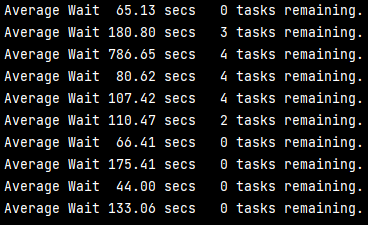 Average Wait  65.13 secs   0 tasks remaining.
Average Wait 180.80 secs   3 tasks remaining.
Average Wait 786.65 secs   4 tasks remaining.
Average Wait  80.62 secs   4 tasks remaining.
Average Wait 107.42 secs   4 tasks remaining.
Average Wait 110.47 secs   2 tasks remaining.
Average Wait  66.41 secs   0 tasks remaining.
Average Wait 175.41 secs   0 tasks remaining.
Average Wait  44.00 secs   0 tasks remaining.
Average Wait 133.06 secs   0 tasks remaining.